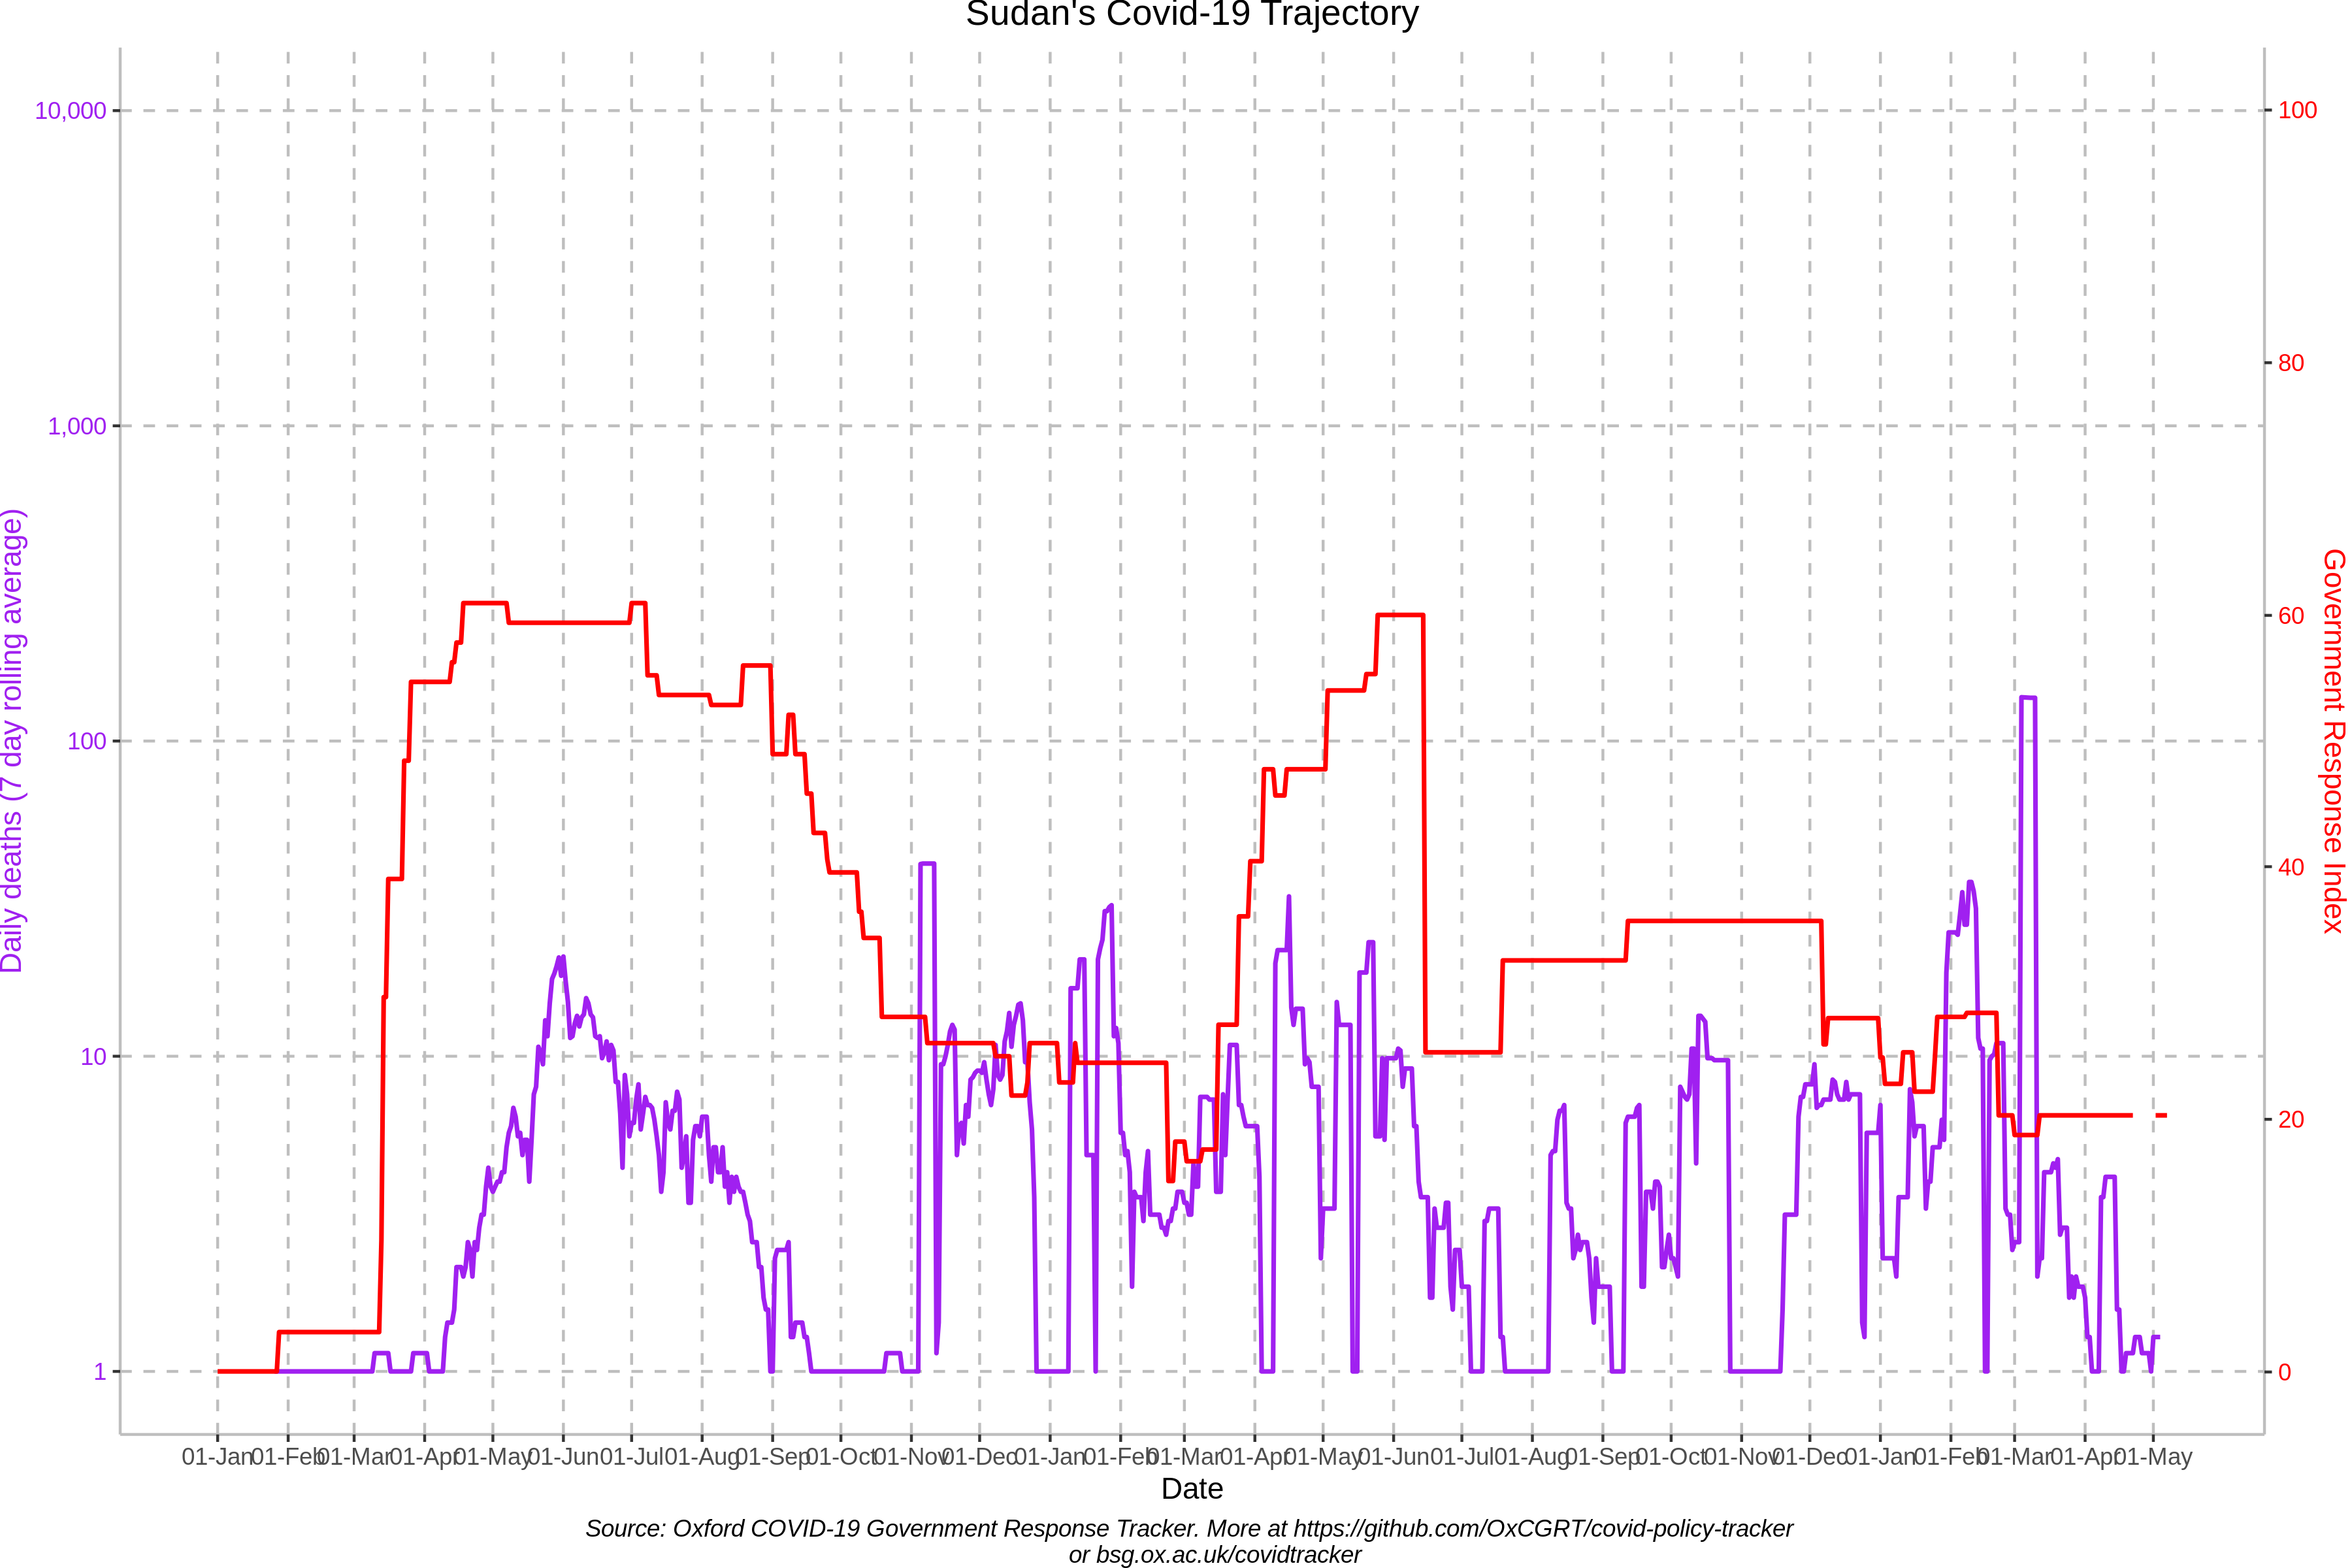 Sudan's Covid-19 Trajectory
10,000
1,000
100
10
1
Daily deaths (7 day rolling average)
100
80
60
40
20
0
Government Response Index
01-Jan 01-Feb 01-Mar 01-Apr 01-May 01-Jun 01-Jul 01-Aug 01-Sep 01-Oct 01-Nov 01-Dec 01-Jan 01-Feb 01-Mar 01-Apr 01-May 01-Jun 01-Jul 01-Aug 01-Sep 01-Oct 01-Nov 01-Dec 01-Jan 01-Feb 01-Mar 01-Apr 01-May
Date
Source: Oxford COVID-19 Government Response Tracker. More at https://github.com/OxCGRT/covid-policy-tracker
or bsg.ox.ac.uk/covidtracker